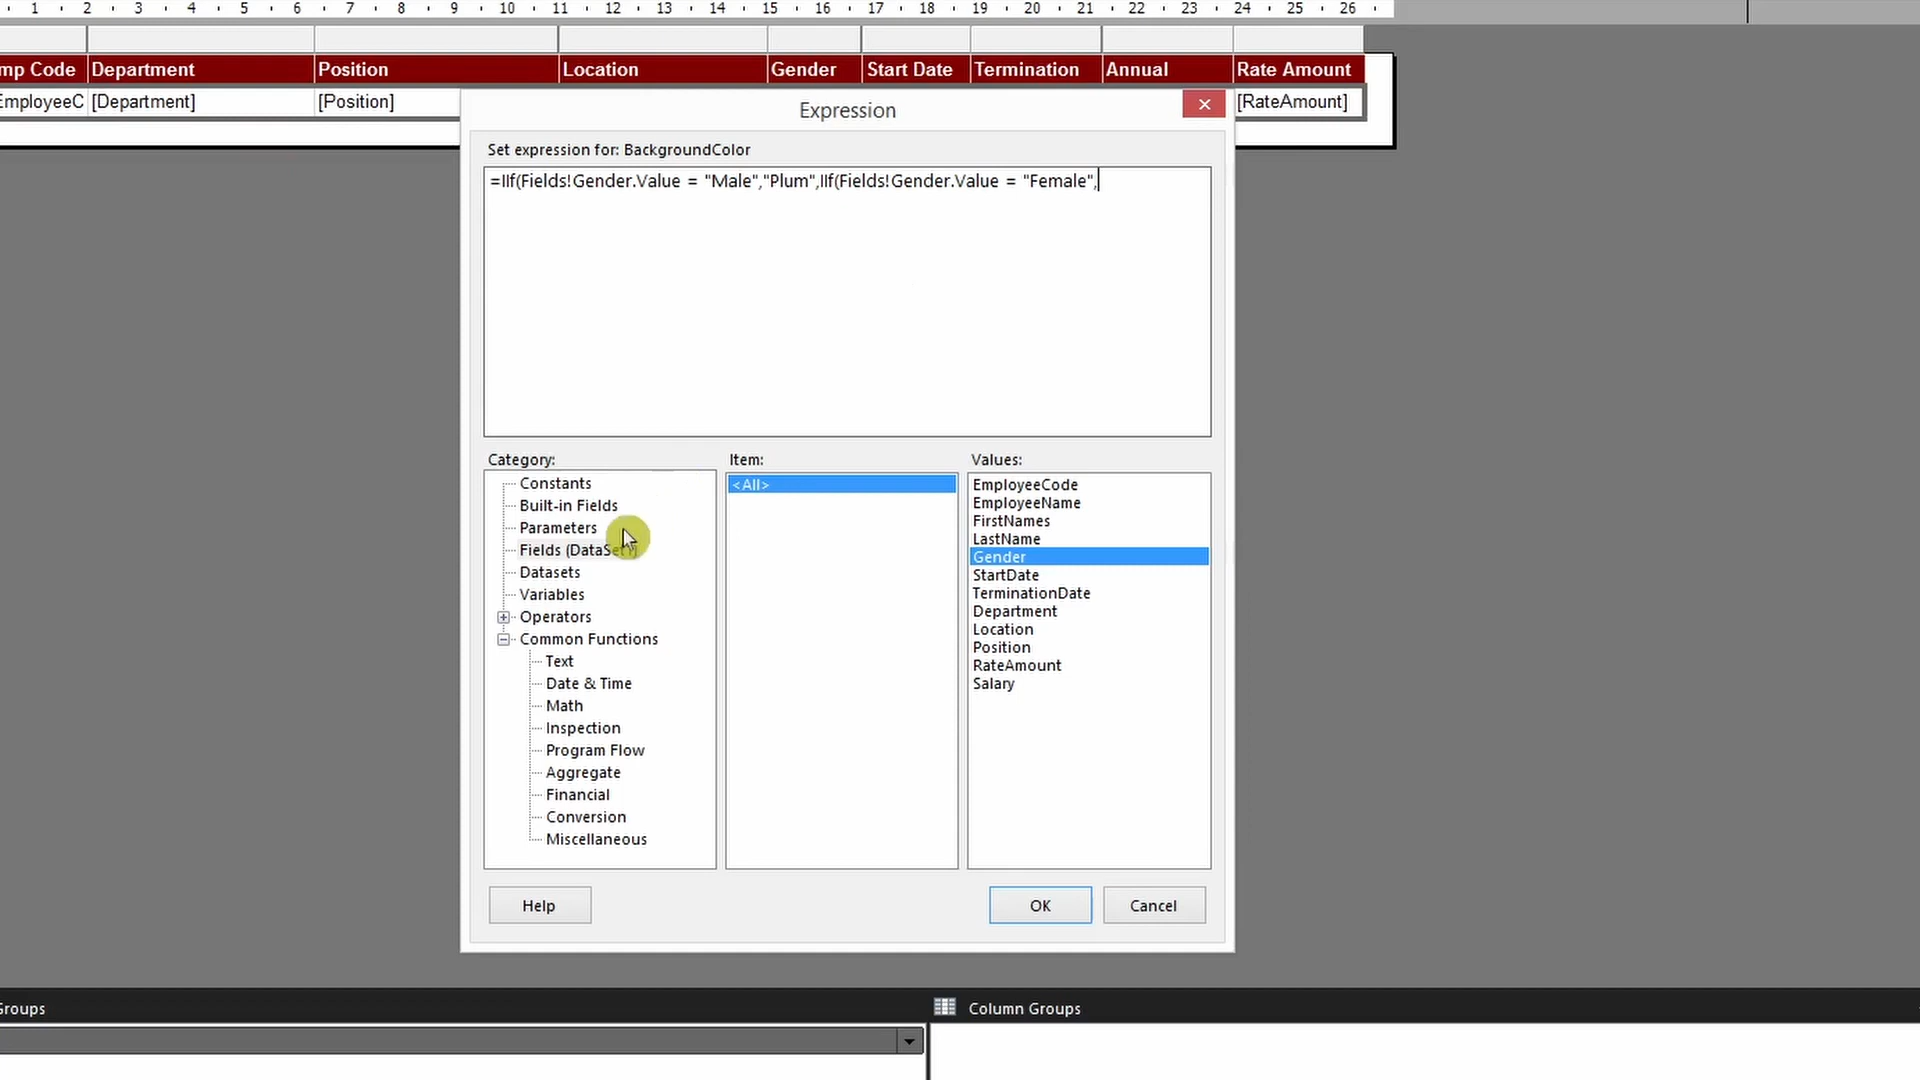 1 2 3 4 5 6 7 8 9 10 11 12 13 14 15 16 17 18 19 20 21 22 23 24 25 26
mp Code Department Position Location Gender Start Date Termination Annual Rate Amount
EmployeeC [Department] [Position] [RateAmount]
Expression
Set expression for: BackgroundColor
=IIf(Fields!Gender.Value = "Male","Plum",IIf(Fields!Gender.Value = "Female",
Category: Item: Values:
Constants <All> EmployeeCode
Built-in Fields EmployeeName
Parameters FirstNames
Fields (DataSet1) LastName
Datasets Gender
Variables StartDate
Operators TerminationDate
Common Functions Department
Text Location
Date & Time Position
Math RateAmount
Inspection Salary
Program Flow
Aggregate
Financial
Conversion
Miscellaneous
Help OK Cancel
Groups Column Groups